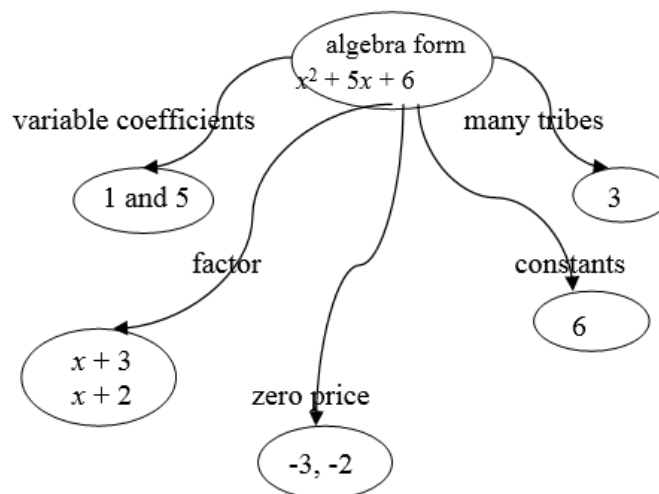 algebra form
x² + 5x + 6
variable coefficients
many tribes
1 and 5
3
factor
constants
6
x + 3
x + 2
zero price
-3, -2